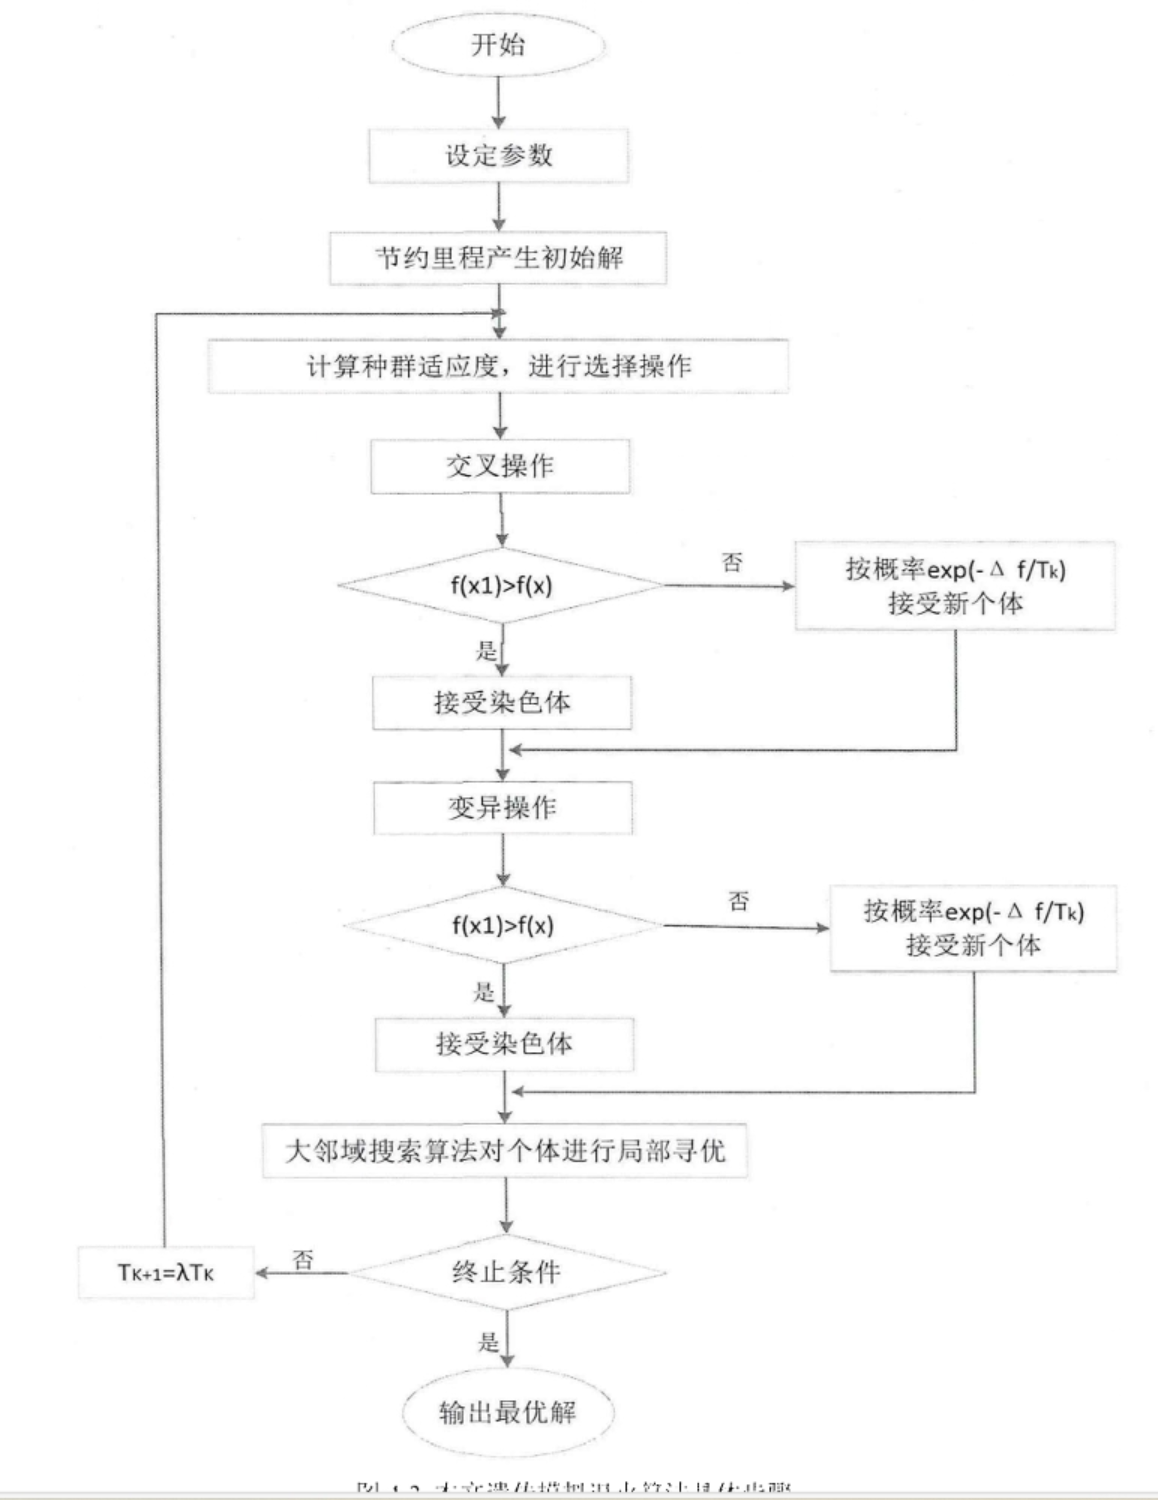 开始
设定参数
节约里程产生初始解
计算种群适应度，进行选择操作
交叉操作
f(x1)>f(x)
否
按概率exp(-Δ f/Tk)
接受新个体
是
接受染色体
变异操作
f(x1)>f(x)
否
按概率exp(-Δ f/Tk)
接受新个体
是
接受染色体
大邻域搜索算法对个体进行局部寻优
终止条件
否
TK+1=λTK
是
输出最优解